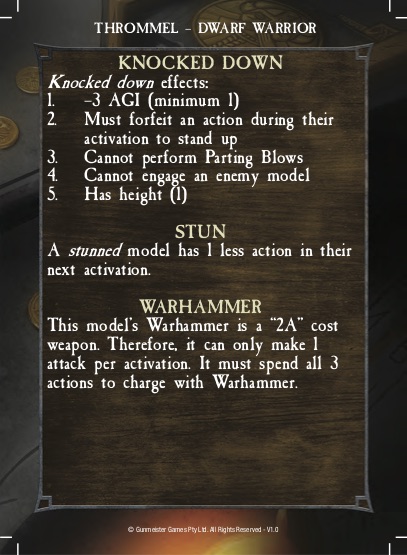 THROMMEL - DWARF WARRIOR
KNOCKED DOWN
Knocked down effects:
1. -3 AGI (minimum 1)
2. Must forfeit an action during their
activation to stand up
3. Cannot perform Parting Blows
4. Cannot engage an enemy model
5. Has height (1)
STUN
A stunned model has 1 less action in their
next activation.
WARHAMMER
This model's Warhammer is a "2A" cost
weapon. Therefore, it can only make 1
attack per activation. It must spend all 3
actions to charge with Warhammer.
© Gunmeister Games Pty Ltd. All Rights Reserved - V1.0